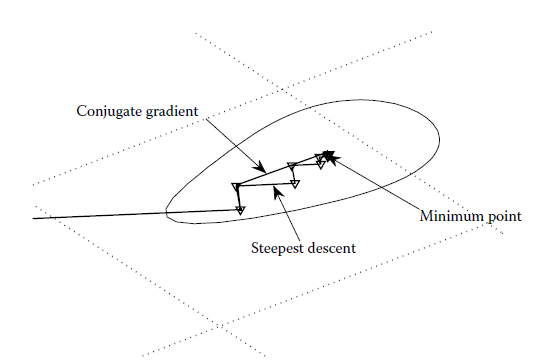 Conjugate gradient
Minimum point
Steepest descent